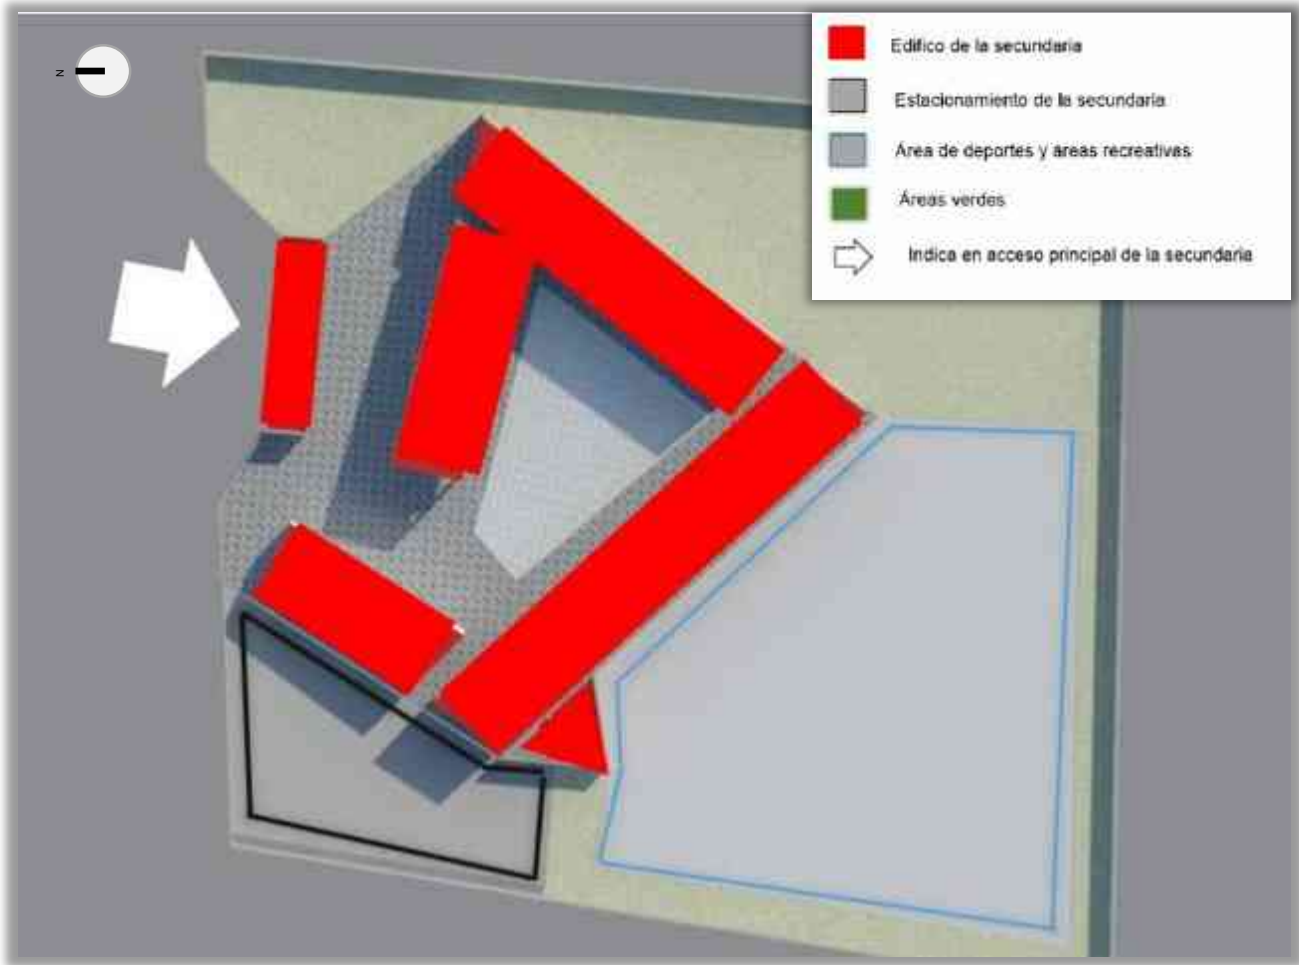 N
Edifico de la secundaria
Estacionamiento de la secundaria
Área de deportes y áreas recreativas
Áreas verdes
Indica en acceso principal de la secundaria